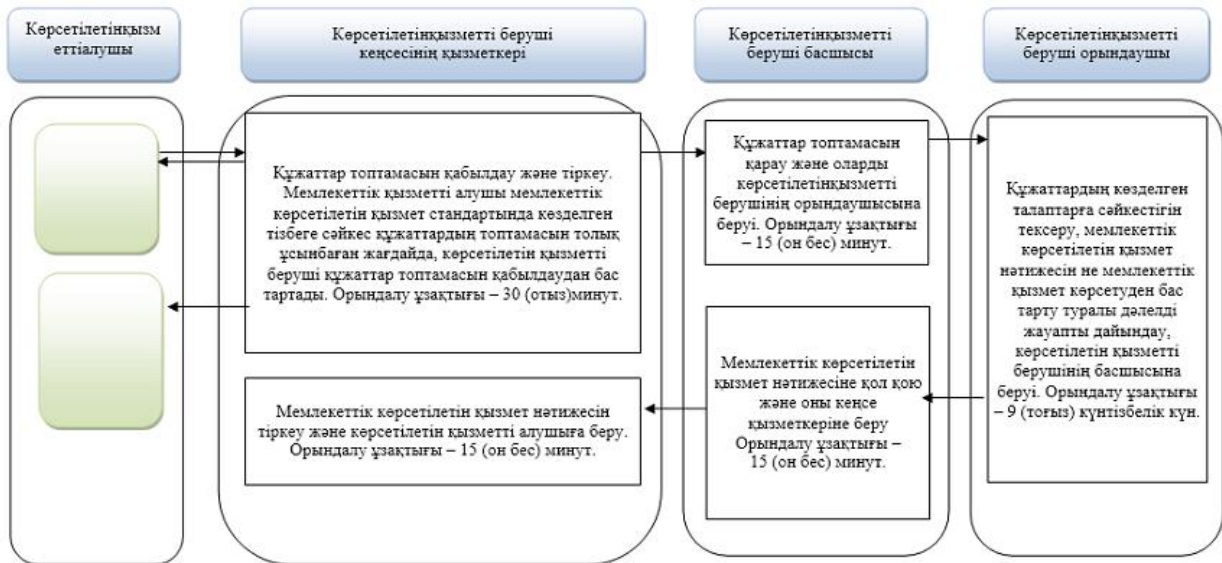 Көрсетілетінқызм
еттіалушы
Көрсетілетінқызметті беруші
кеңсесінің қызметкері
Көрсетілетінқызметті
беруші басшысы
Көрсетілетінқызметті
беруші орындаушы
Құжаттар топтамасын қабылдау және тіркеу.
Мемлекеттік қызметті алушы мемлекеттік
көрсетілетін қызмет стандартында көзделген
тізбеге сәйкес құжаттардың топтамасын толық
ұсынбаған жағдайда, көрсетілетін қызметті
беруші құжаттар топтамасын қабылдаудан бас
тартады. Орындалу ұзақтығы – 30 (отыз)минут.
Мемлекеттік көрсетілетін қызмет нәтижесін
тіркеу және көрсетілетін қызметті алушыға беру.
Орындалу ұзақтығы – 15 (он бес) минут.
Құжаттар топтамасын
қарау және оларды
көрсетілетінқызметті
берушінің орындаушысына
беруі. Орындалу ұзақтығы
– 15 (он бес) минут.
Мемлекеттік көрсетілетін
қызмет нәтижесіне қол қою
және оны кеңсе
қызметкеріне беру
Орындалу ұзақтығы –
15 (он бес) минут.
Құжаттардың көзделген
талаптарға сәйкестігін
тексеру, мемлекеттік
көрсетілетін қызмет
нәтижесін не мемлекеттік
қызмет көрсетуден бас
тарту туралы дәлелді
жауапты дайындау,
көрсетілетін қызметті
берушінің басшысына
беруі. Орындалу ұзақтығы
– 9 (тоғыз) күнтізбелік күн.